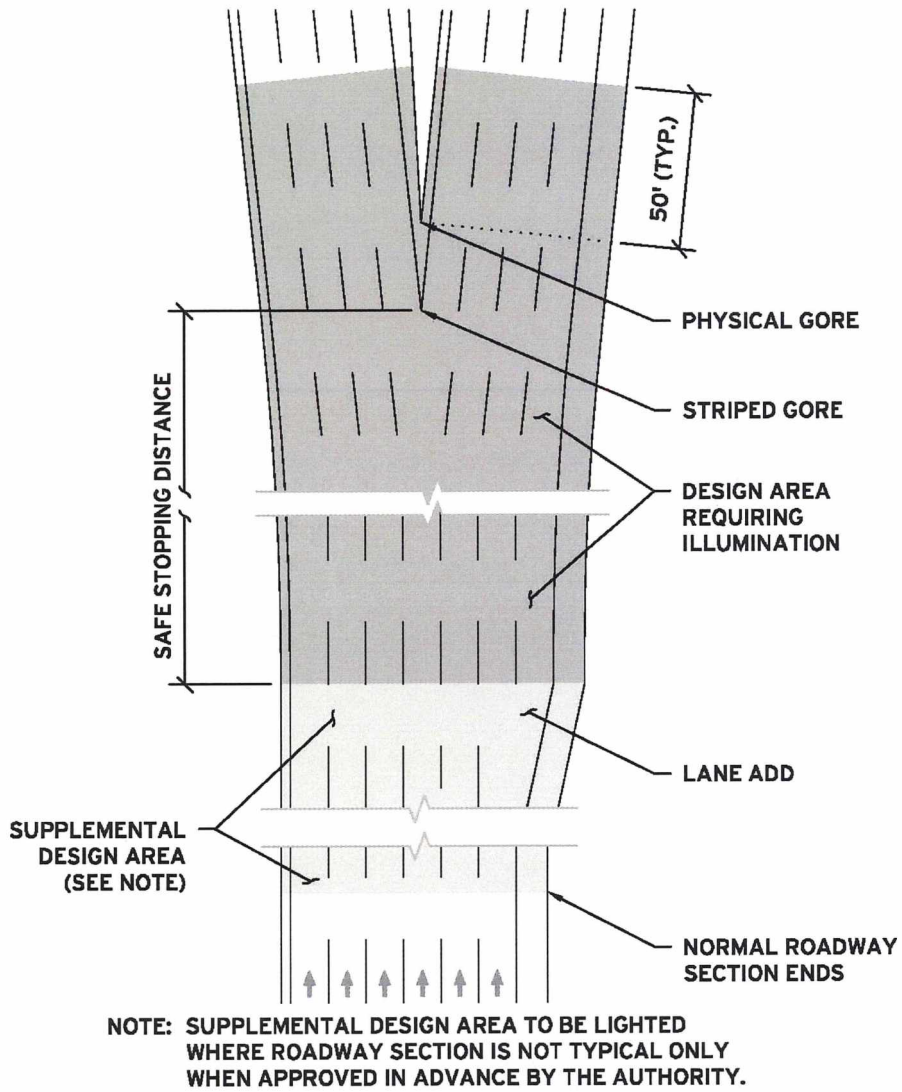 50' (TYP.)
PHYSICAL GORE
STRIPED GORE
SAFE STOPPING DISTANCE
DESIGN AREA
REQUIRING
ILLUMINATION
LANE ADD
SUPPLEMENTAL
DESIGN AREA
(SEE NOTE)
NORMAL ROADWAY
SECTION ENDS
NOTE: SUPPLEMENTAL DESIGN AREA TO BE LIGHTED
WHERE ROADWAY SECTION IS NOT TYPICAL ONLY
WHEN APPROVED IN ADVANCE BY THE AUTHORITY.